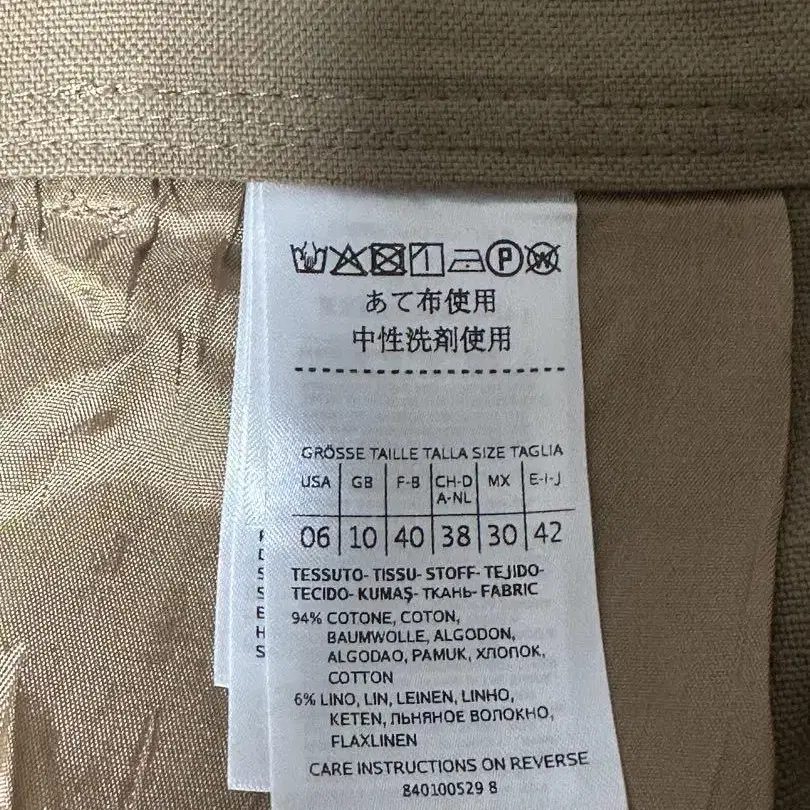 P W
あて布使用
中性洗剤使用
GRÖSSE TAILLE TALLA SIZE TAGLIA
USA GB F-B CH-D A-NL MX E-I-J
06 10 40 38 30 42
TESSUTO- TISSU- STOFF- TEJIDO-
TECIDO- KUMAŞ- ТКАНЬ- FABRIC
94% COTONE, COTON,
BAUMWOLLE, ALGODON,
ALGODAO, PAMUK, ХЛОПОК,
COTTON
6% LINO, LIN, LEINEN, LINHO,
KETEN, ЛЬНЯНОЕ ВОЛОКНО,
FLAXLINEN
CARE INSTRUCTIONS ON REVERSE
840100529 8